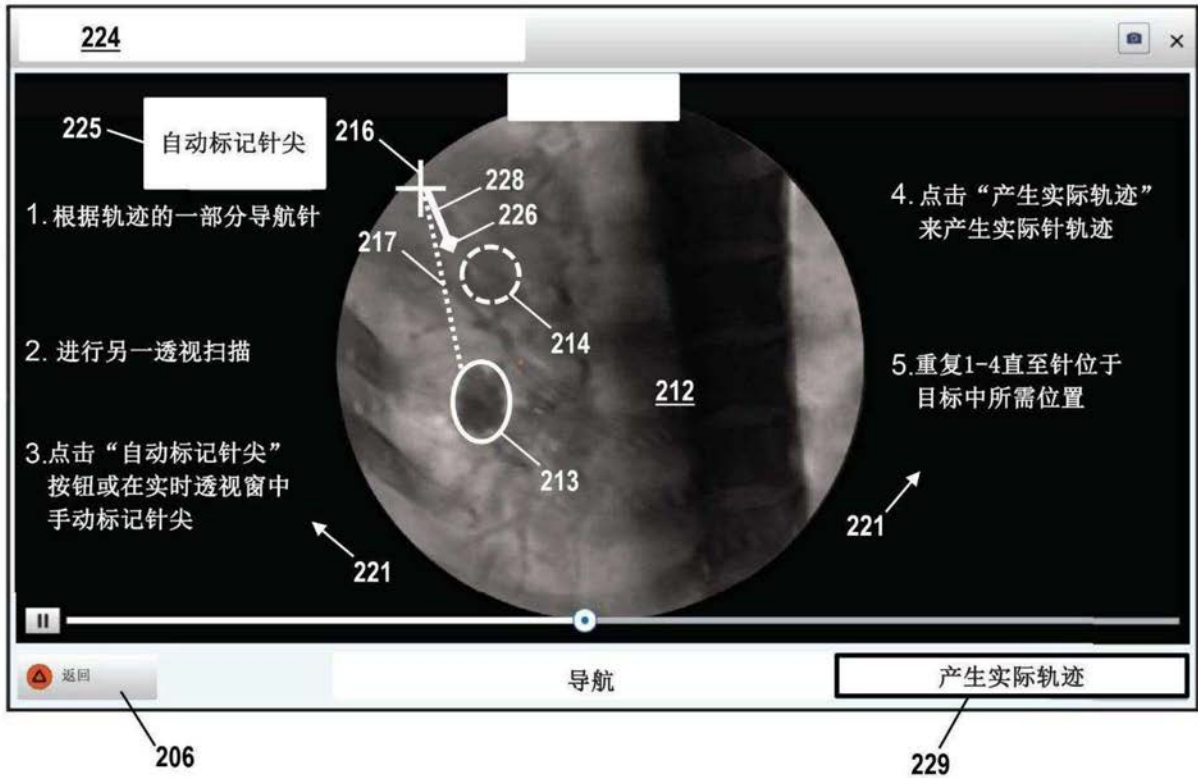 224
225
自动标记针尖
216
228
226
217
214
212
213
1.根据轨迹的一部分导航针
2. 进行另一透视扫描
3.点击“自动标记针尖”
按钮或在实时透视窗中
手动标记针尖
221
4.点击“产生实际轨迹”
来产生实际针轨迹
5.重复1-4直至针位于
目标中所需位置
221
返回
导航
产生实际轨迹
206
229